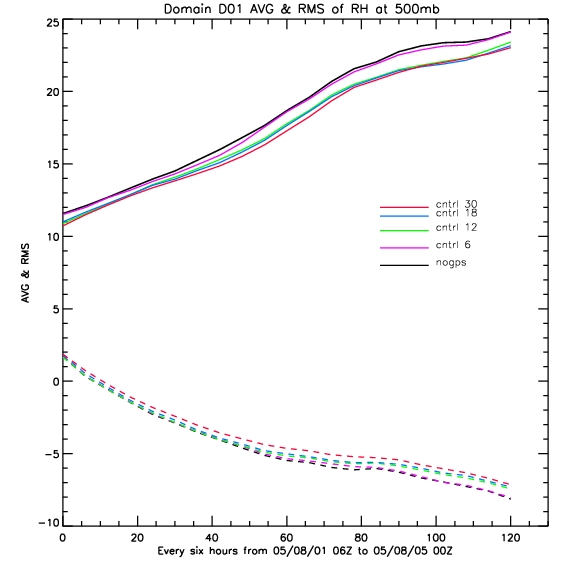 Domain D01 AVG & RMS of RH at 500mb
25
20
15
10
5
0
-5
-10
AVG & RMS
cntrl 30
cntrl 18
cntrl 12
cntrl 6
nogps
0 20 40 60 80 100 120
Every six hours from 05/08/01 06Z to 05/08/05 00Z